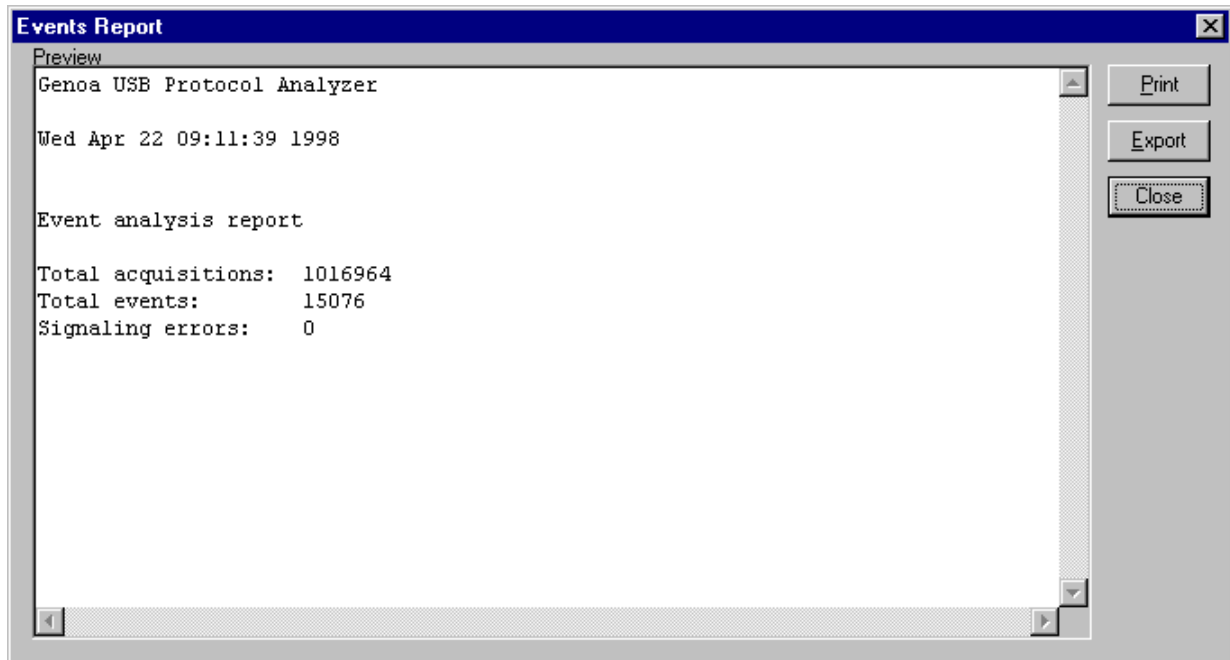 Events Report
Preview
Genoa USB Protocol Analyzer
Wed Apr 22 09:11:39 1998
Event analysis report
Total acquisitions: 1016964
Total events: 15076
Signaling errors: 0
Print
Export
Close